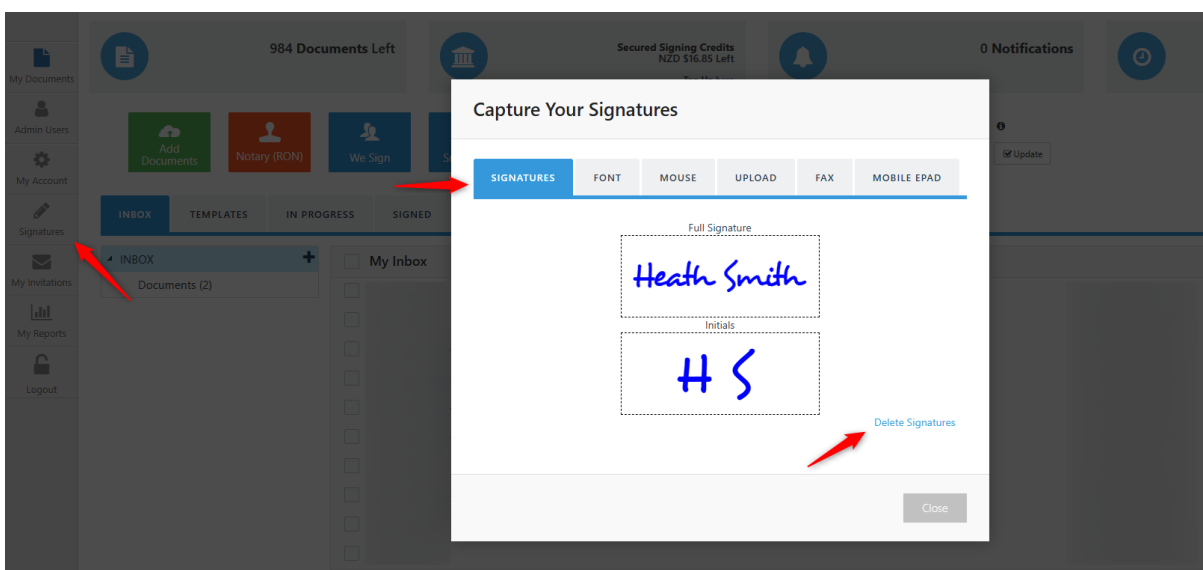 984 Documents Left
Secured Signing Credits
NZD $16.85 Left
0 Notifications
My Documents
Admin Users
My Account
Signatures
My Invitations
My Reports
Logout
Add
Documents
Notary (RON)
We Sign
Update
INBOX
TEMPLATES
IN PROGRESS
SIGNED
INBOX
Documents (2)
My Inbox
Capture Your Signatures
SIGNATURES
FONT
MOUSE
UPLOAD
FAX
MOBILE EPAD
Full Signature
Heath Smith
Initials
H S
Delete Signatures
Close